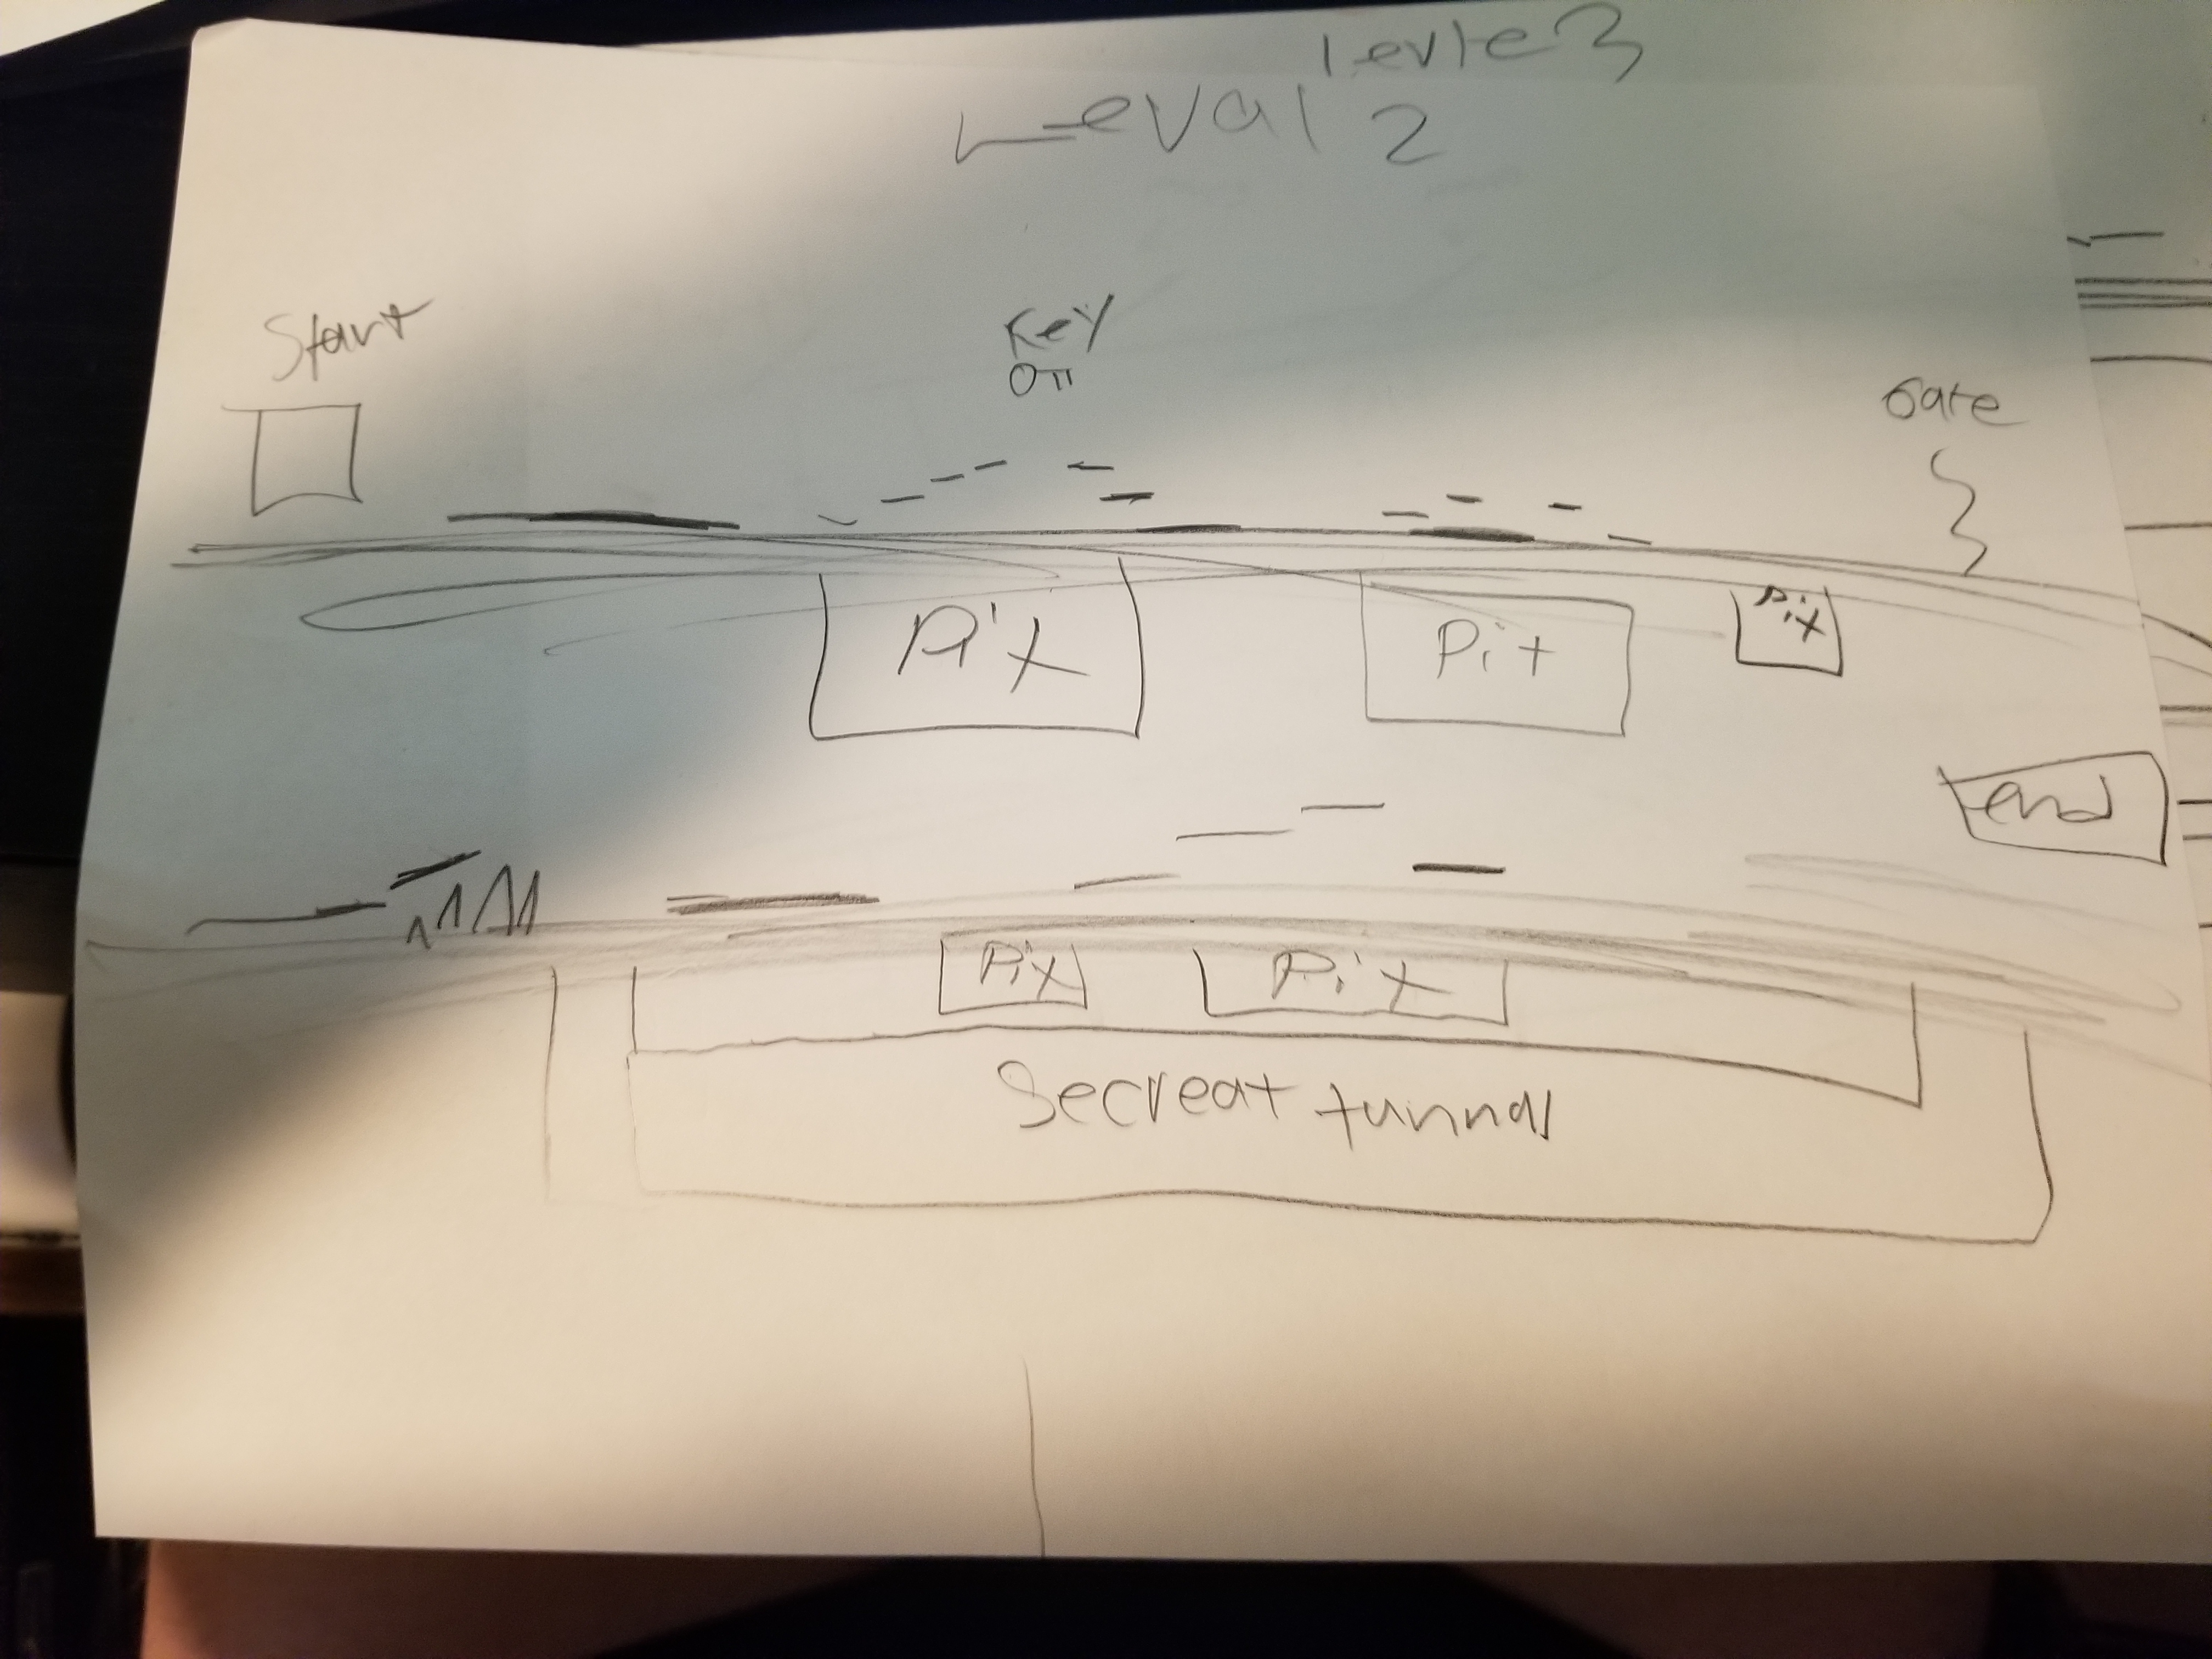 levle 3
Leval 2
Start
Key
Gate
Pit
Pit
Pit
end
Pit
Pit
Secreat tunnal